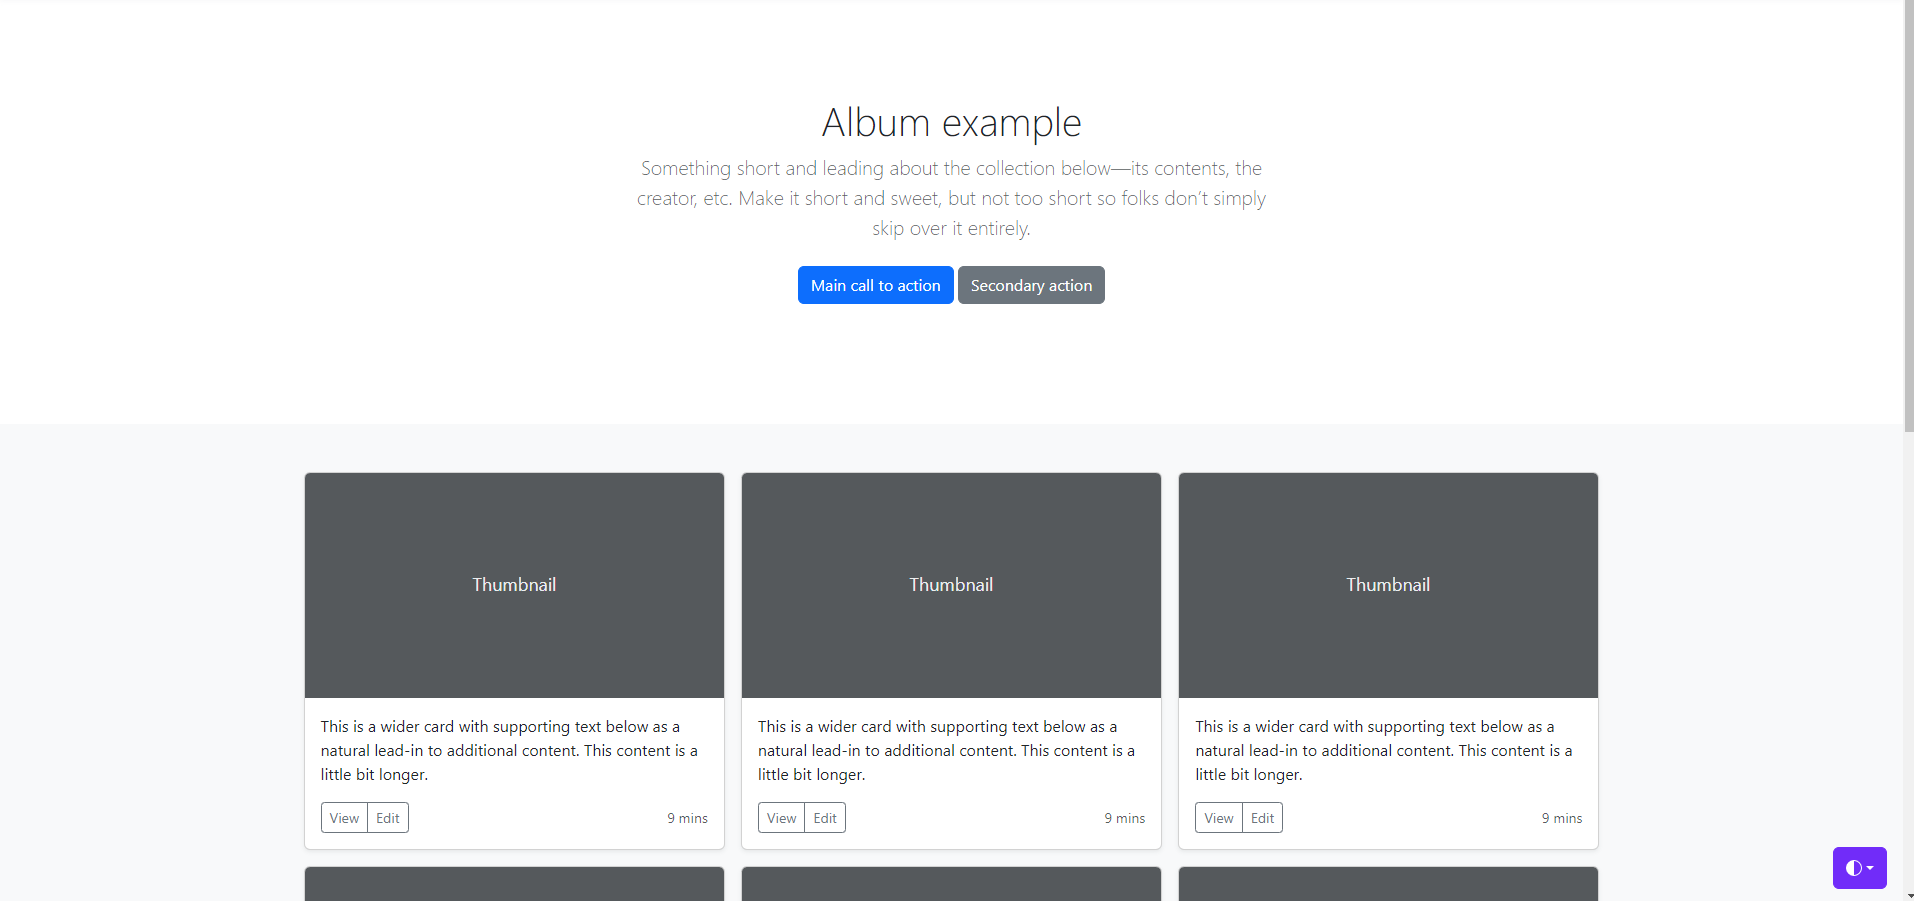 Album example
Something short and leading about the collection below—its contents, the
creator, etc. Make it short and sweet, but not too short so folks don’t simply
skip over it entirely.
Main call to action Secondary action
Thumbnail
This is a wider card with supporting text below as a
natural lead-in to additional content. This content is a
little bit longer.
View Edit 9 mins
Thumbnail
This is a wider card with supporting text below as a
natural lead-in to additional content. This content is a
little bit longer.
View Edit 9 mins
Thumbnail
This is a wider card with supporting text below as a
natural lead-in to additional content. This content is a
little bit longer.
View Edit 9 mins